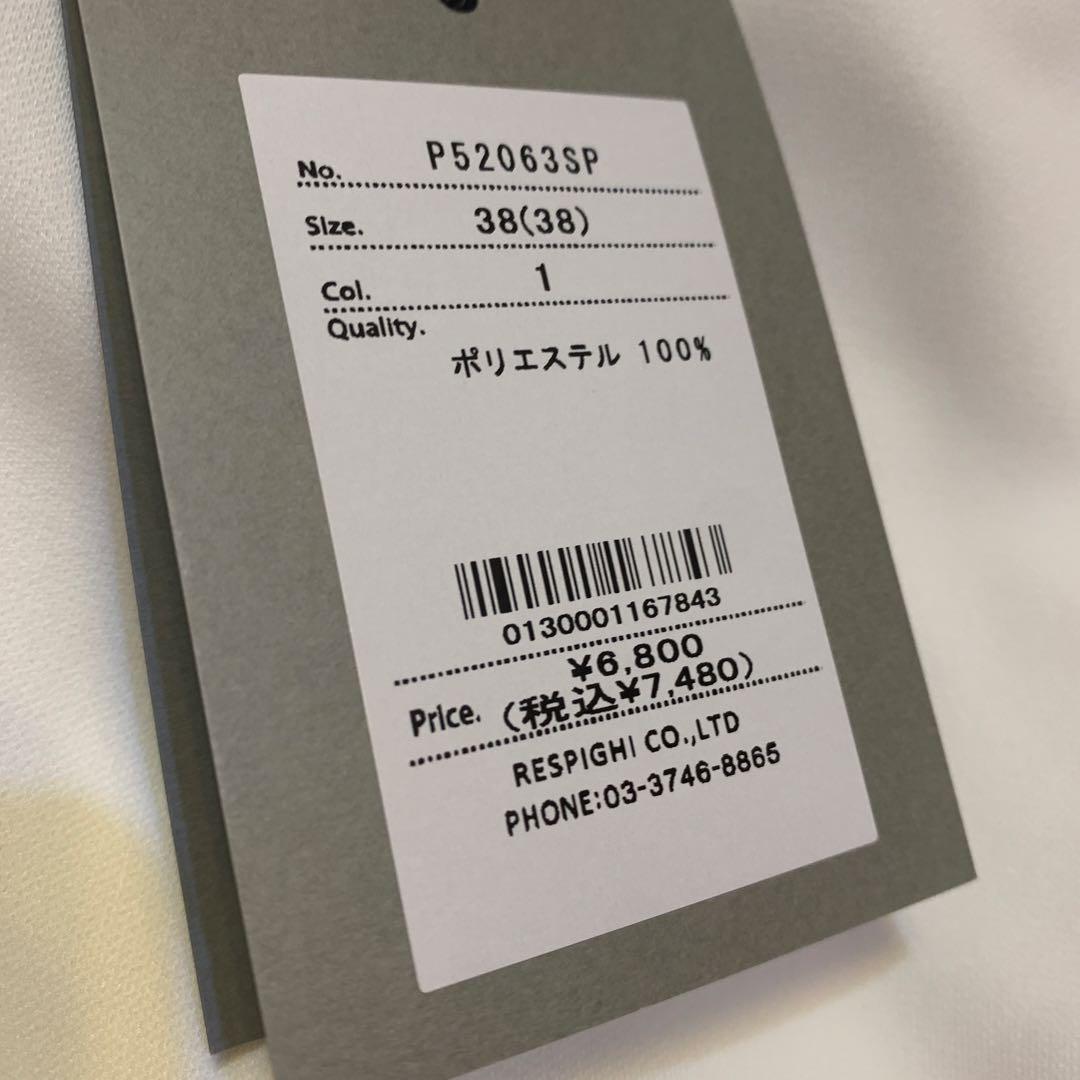 No. P52063SP
Size. 38(38)
Col. 1
Quality.
ポリエステル 100%
0130001167843
¥6,800
Price. (税込¥7,480)
RESPIGHI CO.,LTD
PHONE:03-3746-8865